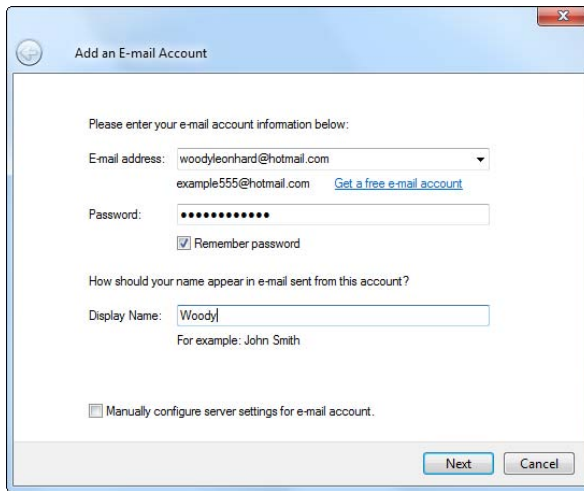 Add an E-mail Account
Please enter your e-mail account information below:
E-mail address: woodyleonhard@hotmail.com
example555@hotmail.com Get a free e-mail account
Password: ●●●●●●●●●●●●
Remember password
How should your name appear in e-mail sent from this account?
Display Name: Woody
For example: John Smith
Manually configure server settings for e-mail account.
Next Cancel